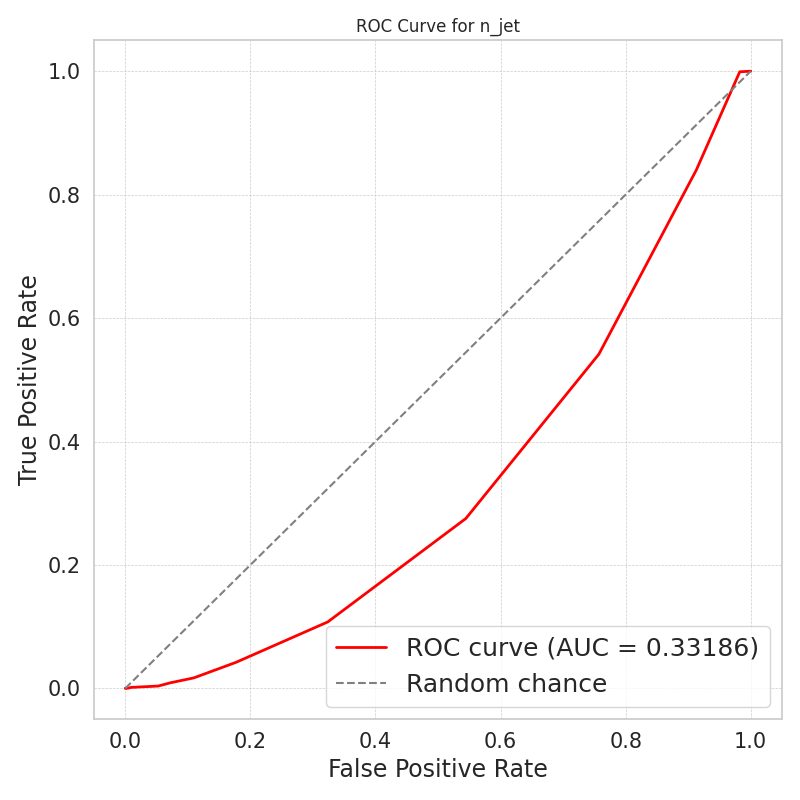 ROC Curve for n_jet
1.0
0.8
0.6
0.4
0.2
0.0
True Positive Rate
ROC curve (AUC = 0.33186)
Random chance
0.0 0.2 0.4 0.6 0.8 1.0
False Positive Rate